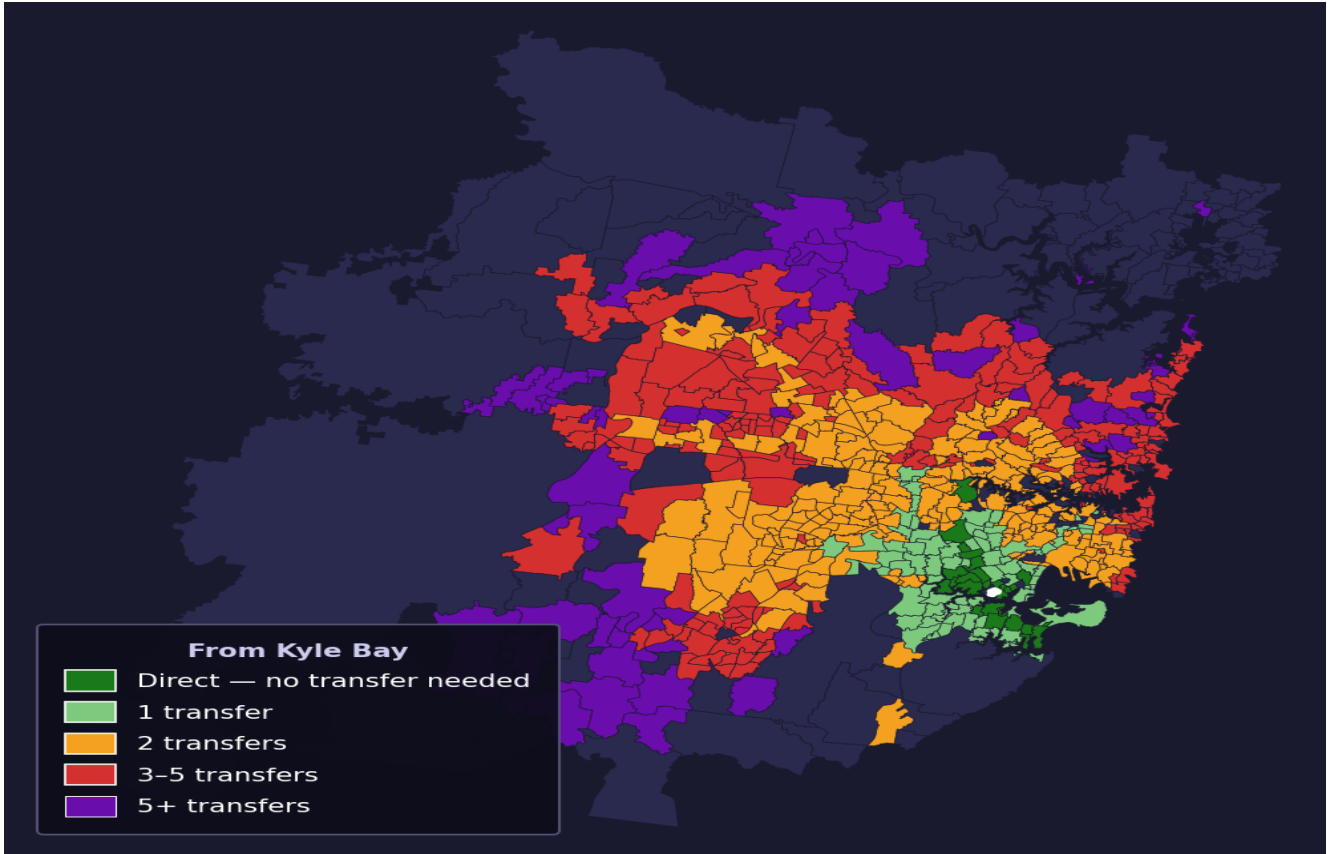 From Kyle Bay
Direct — no transfer needed
1 transfer
2 transfers
3–5 transfers
5+ transfers